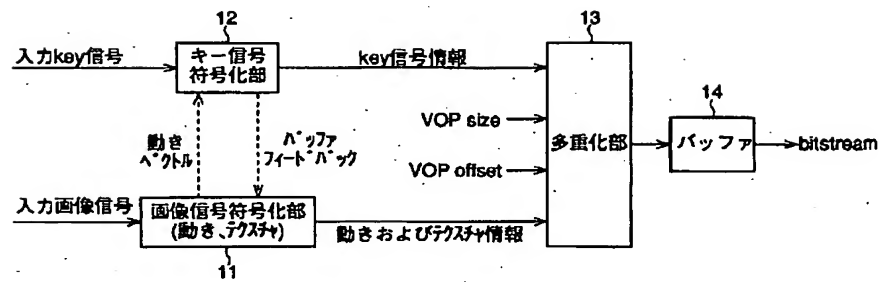 12
13
入力key信号
キー信号
符号化部
key信号情報
14
VOP size
多重化部
バッファ
bitstream
動き
ベクトル
バッファ
フィードバック
VOP offset
入力画像信号
画像信号符号化部
(動き、テクスチャ)
動きおよびテクスチャ情報
11